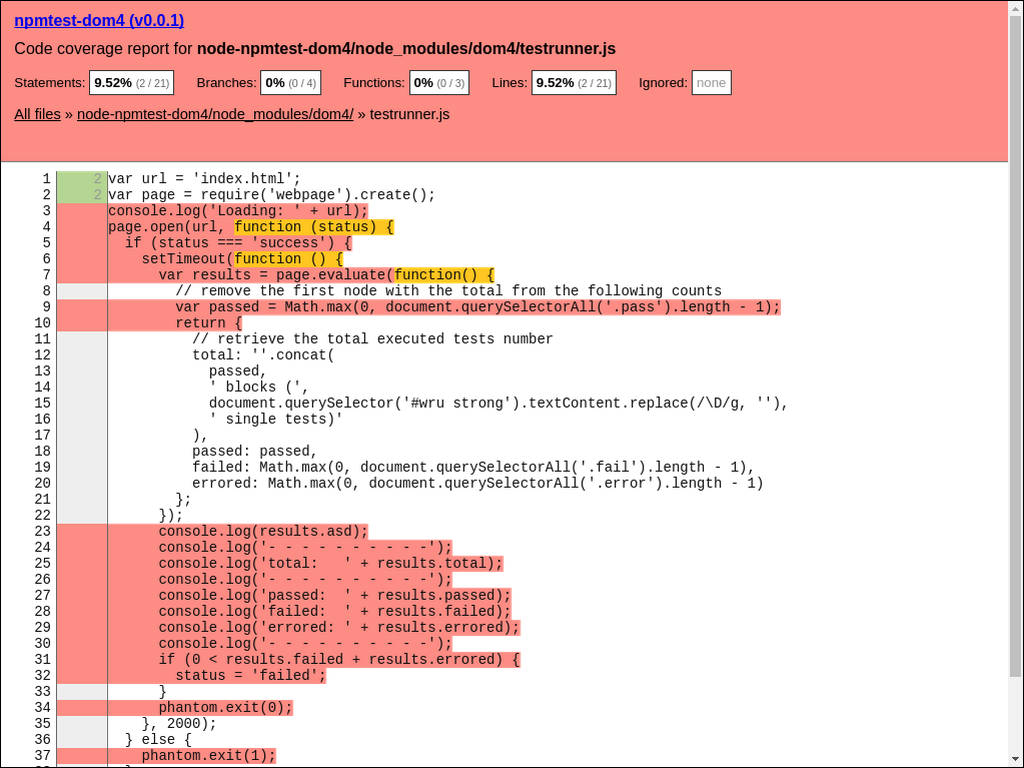 npmtest-dom4 (v0.0.1)
Code coverage report for node-npmtest-dom4/node_modules/dom4/testrunner.js
Statements: 9.52% (2 / 21) Branches: 0% (0 / 4) Functions: 0% (0 / 3) Lines: 9.52% (2 / 21) Ignored: none
All files » node-npmtest-dom4/node_modules/dom4/ » testrunner.js
1 2 var url = 'index.html';
2 2 var page = require('webpage').create();
3 console.log('Loading: ' + url);
4 page.open(url, function (status) {
5   if (status === 'success') {
6     setTimeout(function () {
7       var results = page.evaluate(function() {
8         // remove the first node with the total from the following counts
9         var passed = Math.max(0, document.querySelectorAll('.pass').length - 1);
10         return {
11           // retrieve the total executed tests number
12           total: ''.concat(
13             passed,
14             ' blocks (',
15             document.querySelector('#wru strong').textContent.replace(/\D/g, ''),
16             ' single tests)'
17           ),
18           passed: passed,
19           failed: Math.max(0, document.querySelectorAll('.fail').length - 1),
20           errored: Math.max(0, document.querySelectorAll('.error').length - 1)
21         };
22       });
23       console.log(results.asd);
24       console.log('- - - - - - - - - -');
25       console.log('total:   ' + results.total);
26       console.log('- - - - - - - - - -');
27       console.log('passed:  ' + results.passed);
28       console.log('failed:  ' + results.failed);
29       console.log('errored: ' + results.errored);
30       console.log('- - - - - - - - - -');
31       if (0 < results.failed + results.errored) {
32         status = 'failed';
33       }
34       phantom.exit(0);
35     }, 2000);
36   } else {
37     phantom.exit(1);